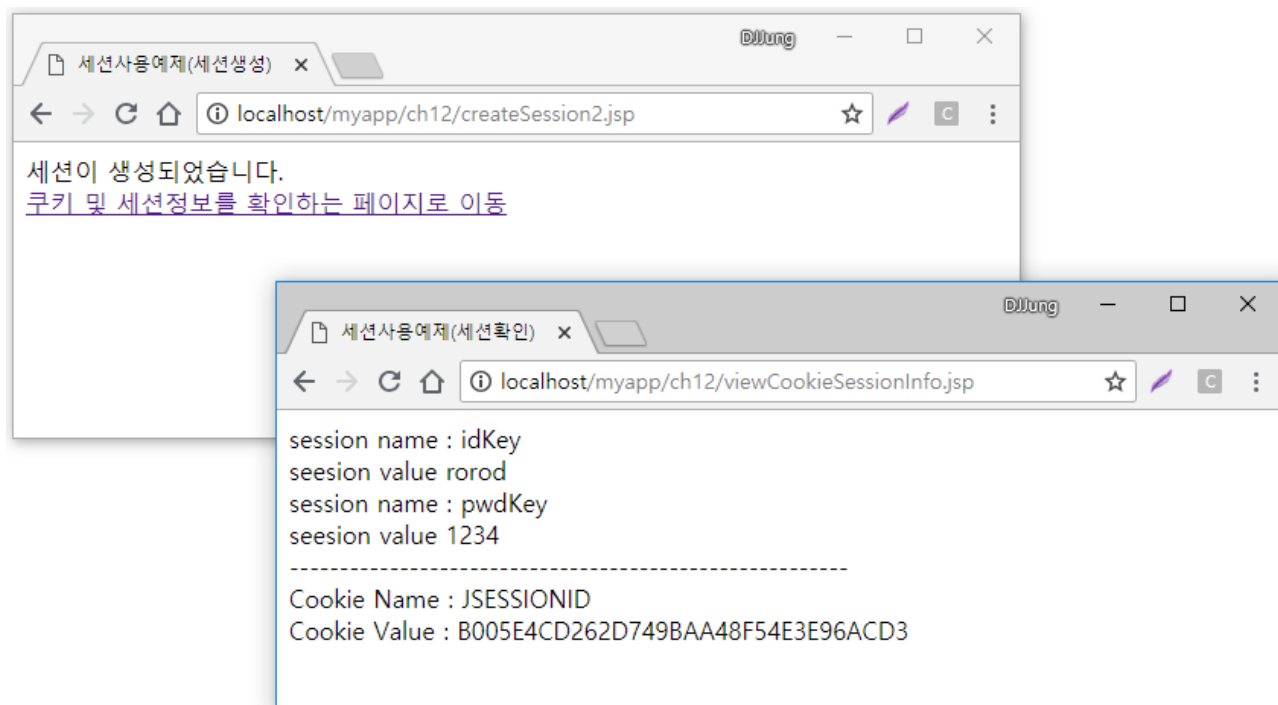 DJJung
세션사용예제(세션생성)
localhost/myapp/ch12/createSession2.jsp
C
세션이 생성되었습니다.
쿠키 및 세션정보를 확인하는 페이지로 이동
DJJung
세션사용예제(세션확인)
localhost/myapp/ch12/viewCookieSessionInfo.jsp
C
session name : idKey
seesion value rorod
session name : pwdKey
seesion value 1234
-------------------------------------------------------
Cookie Name : JSESSIONID
Cookie Value : B005E4CD262D749BAA48F54E3E96ACD3